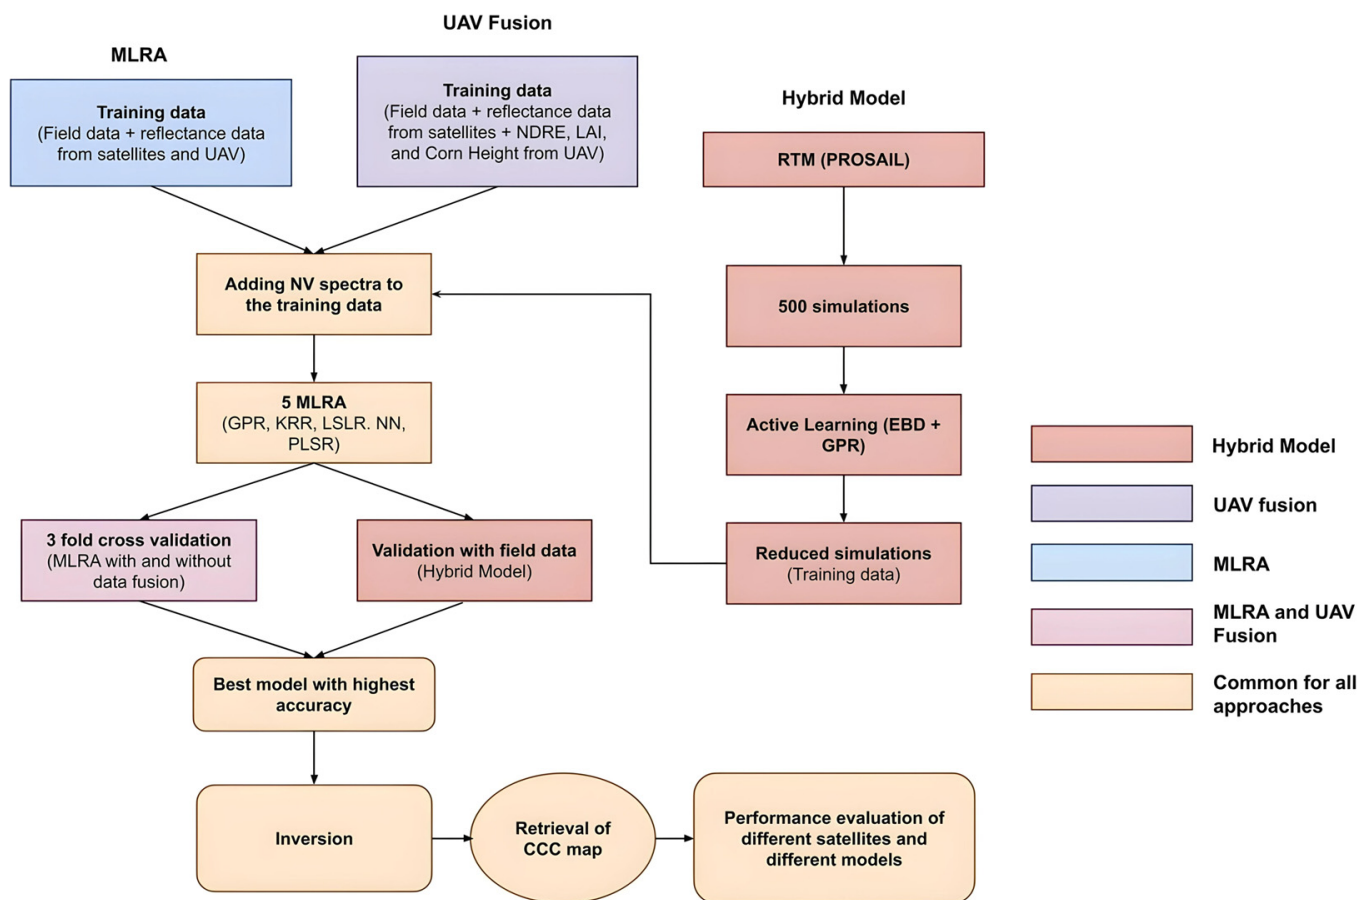 UAV Fusion
MLRA
Hybrid Model
Training data
(Field data + reflectance data
from satellites and UAV)
Training data
(Field data + reflectance data
from satellites + NDRE, LAI,
and Corn Height from UAV)
RTM (PROSAIL)
Adding NV spectra to
the training data
500 simulations
5 MLRA
(GPR, KRR, LSLR. NN,
PLSR)
Active Learning (EBD +
GPR)
3 fold cross validation
(MLRA with and without
data fusion)
Validation with field data
(Hybrid Model)
Reduced simulations
(Training data)
Best model with highest
accuracy
Inversion
Retrieval of
CCC map
Performance evaluation of
different satellites and
different models
Hybrid Model
UAV fusion
MLRA
MLRA and UAV
Fusion
Common for all
approaches